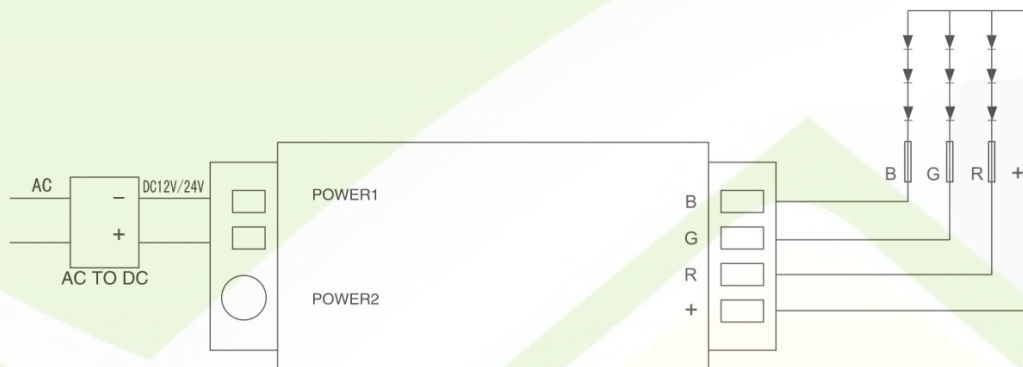 AC
DC12V/24V
−
+
AC TO DC
POWER1
POWER2
B
G
R
+
B G R +